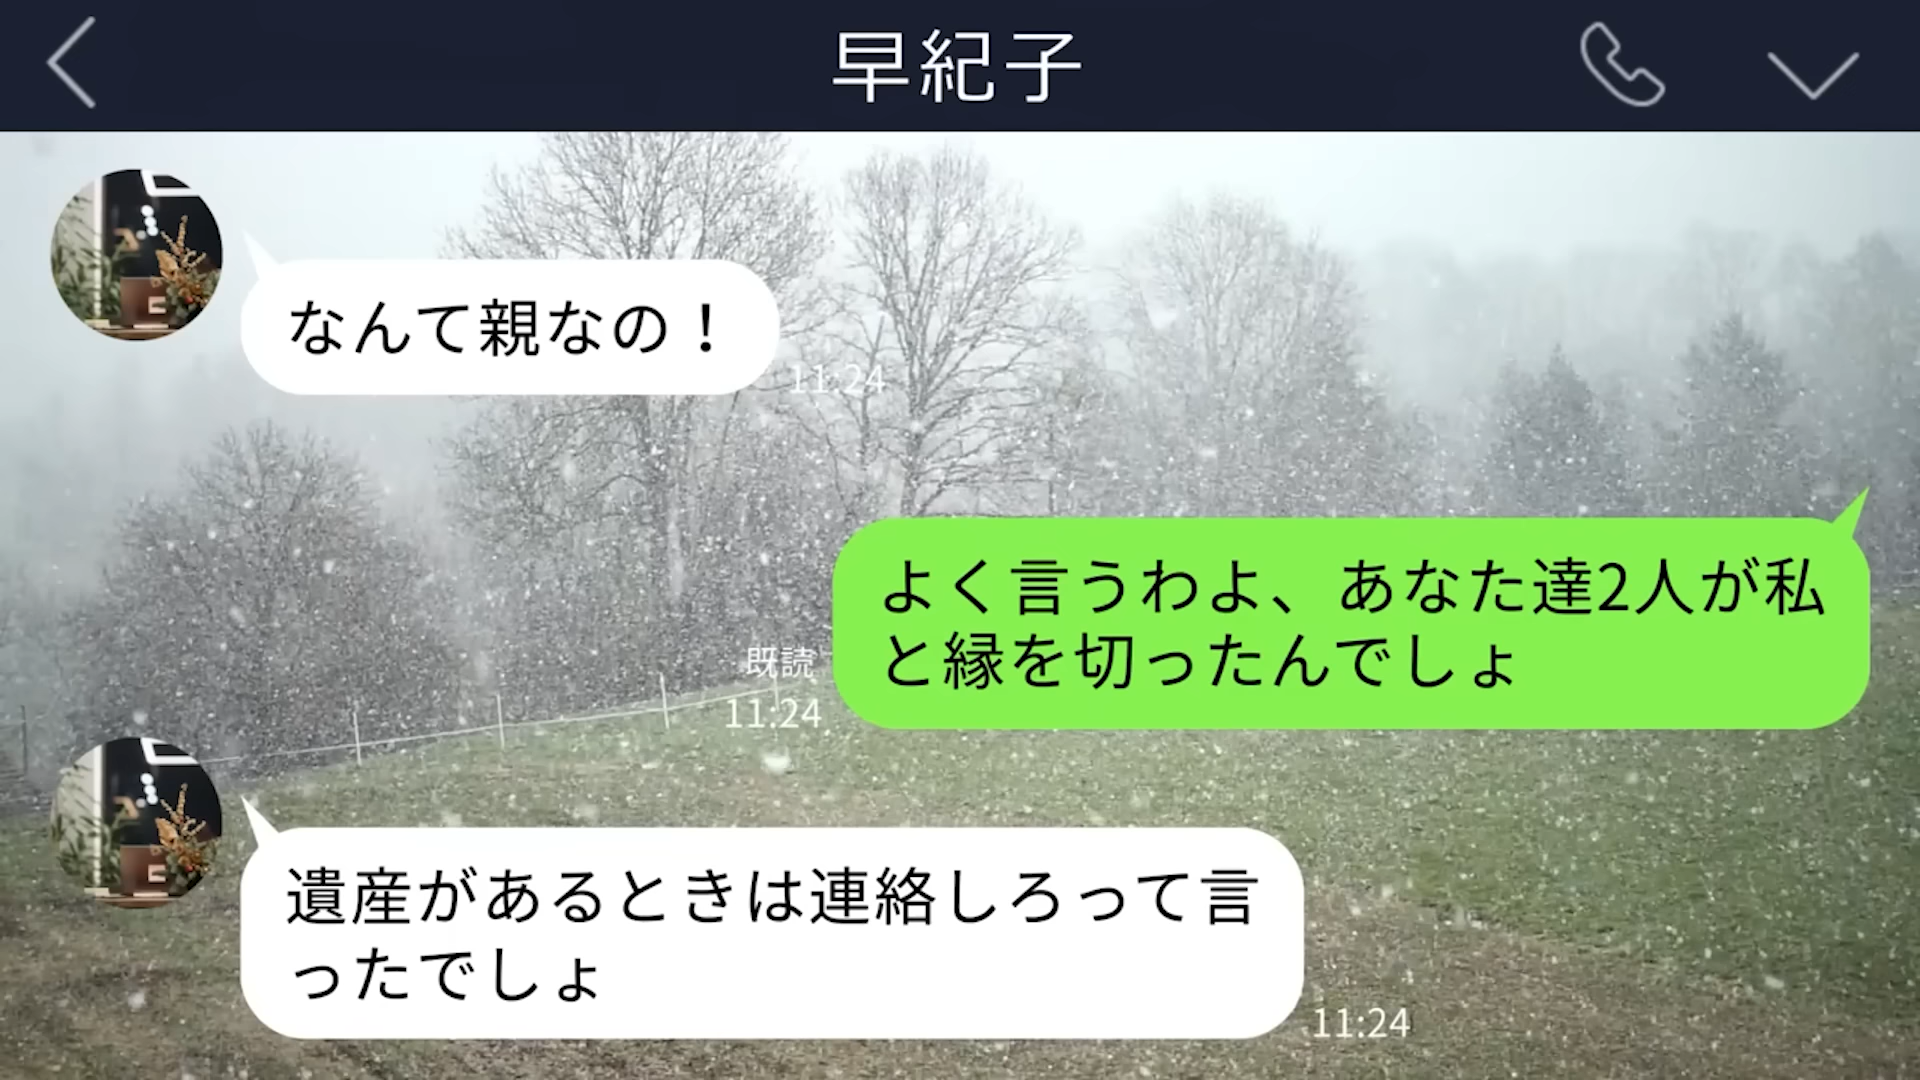 早紀子
なんて親なの！
11:24
よく言うわよ、あなた達2人が私
と縁を切ったんでしょ
既読
11:24
遺産があるときは連絡しろって言
ったでしょ
11:24